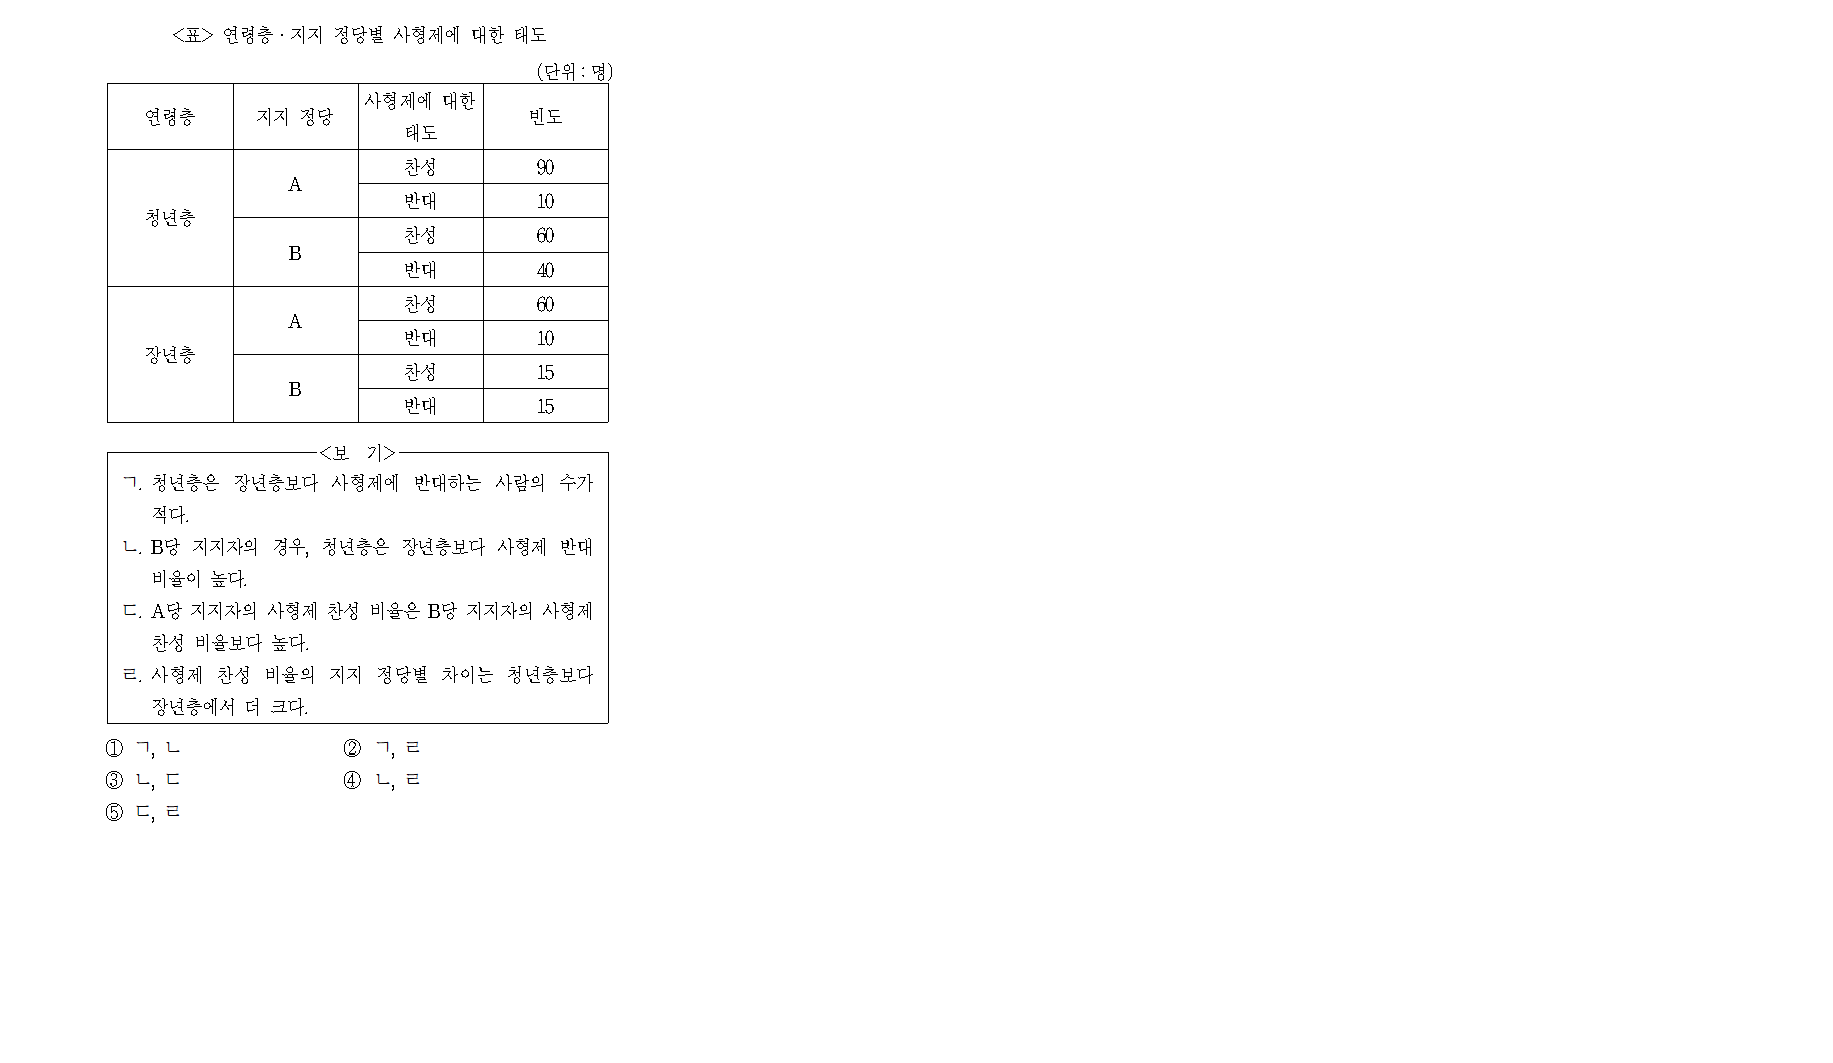 <표> 연령층·지지 정당별 사형제에 대한 태도
(단위 : 명)
연령층 지지 정당 사형제에 대한 태도 빈도
청년층 A 찬성 90
반대 10
B 찬성 60
반대 40
장년층 A 찬성 60
반대 10
B 찬성 15
반대 15
<보 기>
ㄱ. 청년층은 장년층보다 사형제에 반대하는 사람의 수가
적다.
ㄴ. B당 지지자의 경우, 청년층은 장년층보다 사형제 반대
비율이 높다.
ㄷ. A당 지지자의 사형제 찬성 비율은 B당 지지자의 사형제
찬성 비율보다 높다.
ㄹ. 사형제 찬성 비율의 지지 정당별 차이는 청년층보다
장년층에서 더 크다.
① ㄱ, ㄴ ② ㄱ, ㄹ
③ ㄴ, ㄷ ④ ㄴ, ㄹ
⑤ ㄷ, ㄹ